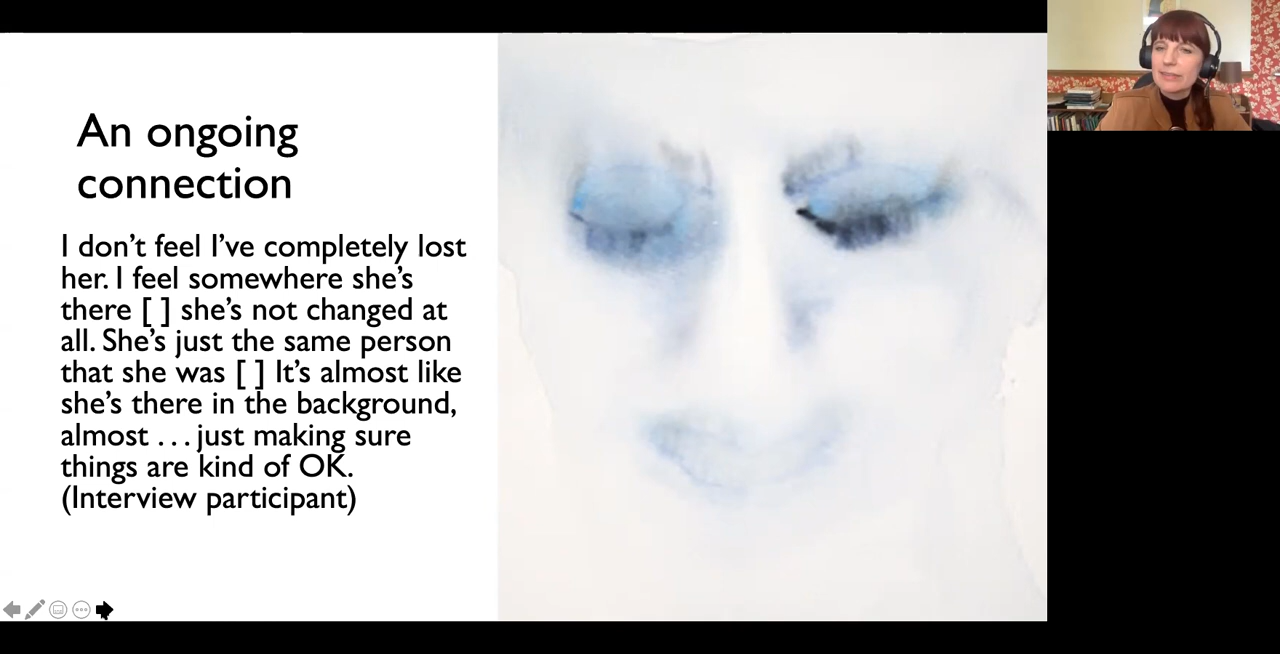 An ongoing
connection
I don’t feel I’ve completely lost
her. I feel somewhere she’s
there [ ] she’s not changed at
all. She’s just the same person
that she was [ ] It’s almost like
she’s there in the background,
almost . . . just making sure
things are kind of OK.
(Interview participant)